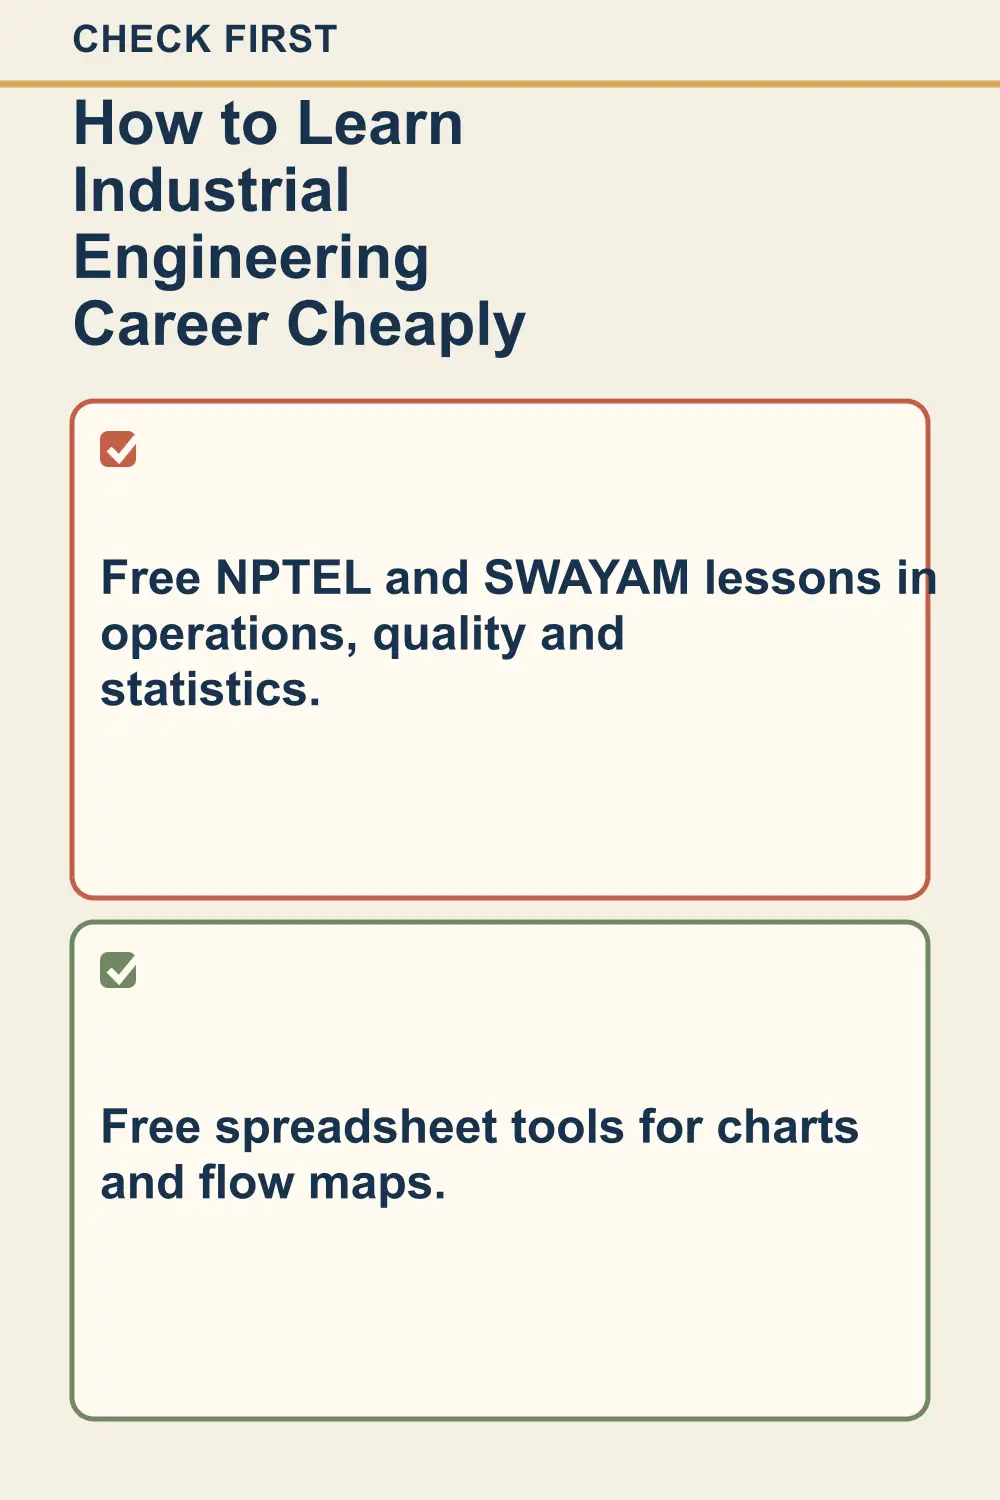 CHECK FIRST
How to Learn
Industrial
Engineering
Career Cheaply
Free NPTEL and SWAYAM lessons in
operations, quality and
statistics.
Free spreadsheet tools for charts
and flow maps.